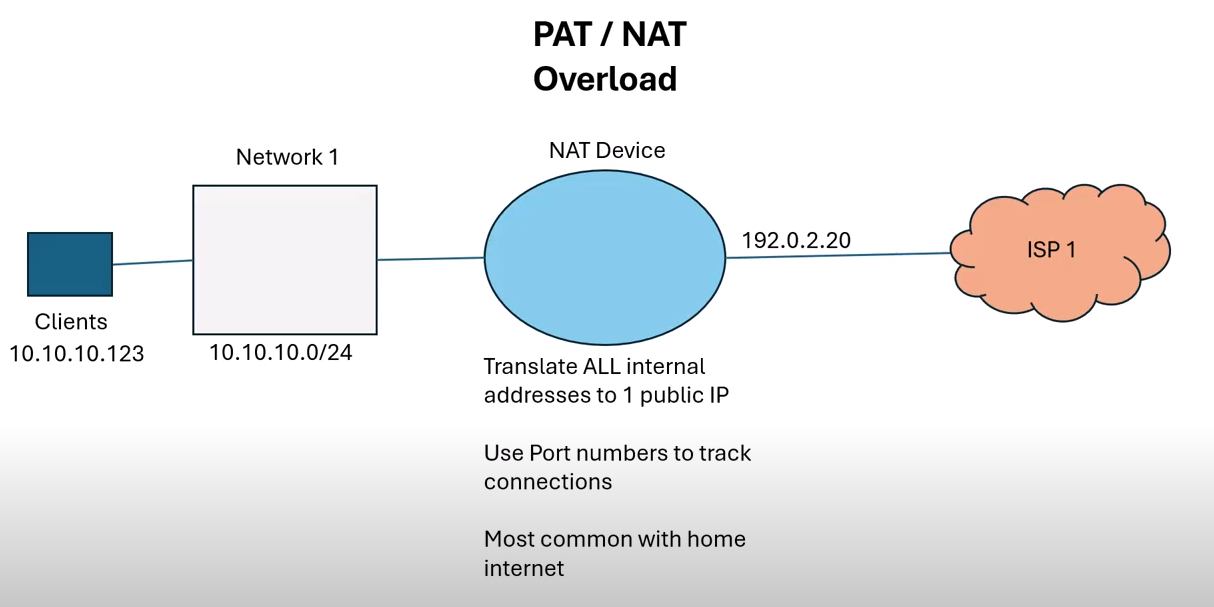 PAT / NAT
Overload
Network 1
NAT Device
192.0.2.20
ISP 1
Clients
10.10.10.123
10.10.10.0/24
Translate ALL internal
addresses to 1 public IP
Use Port numbers to track
connections
Most common with home
internet